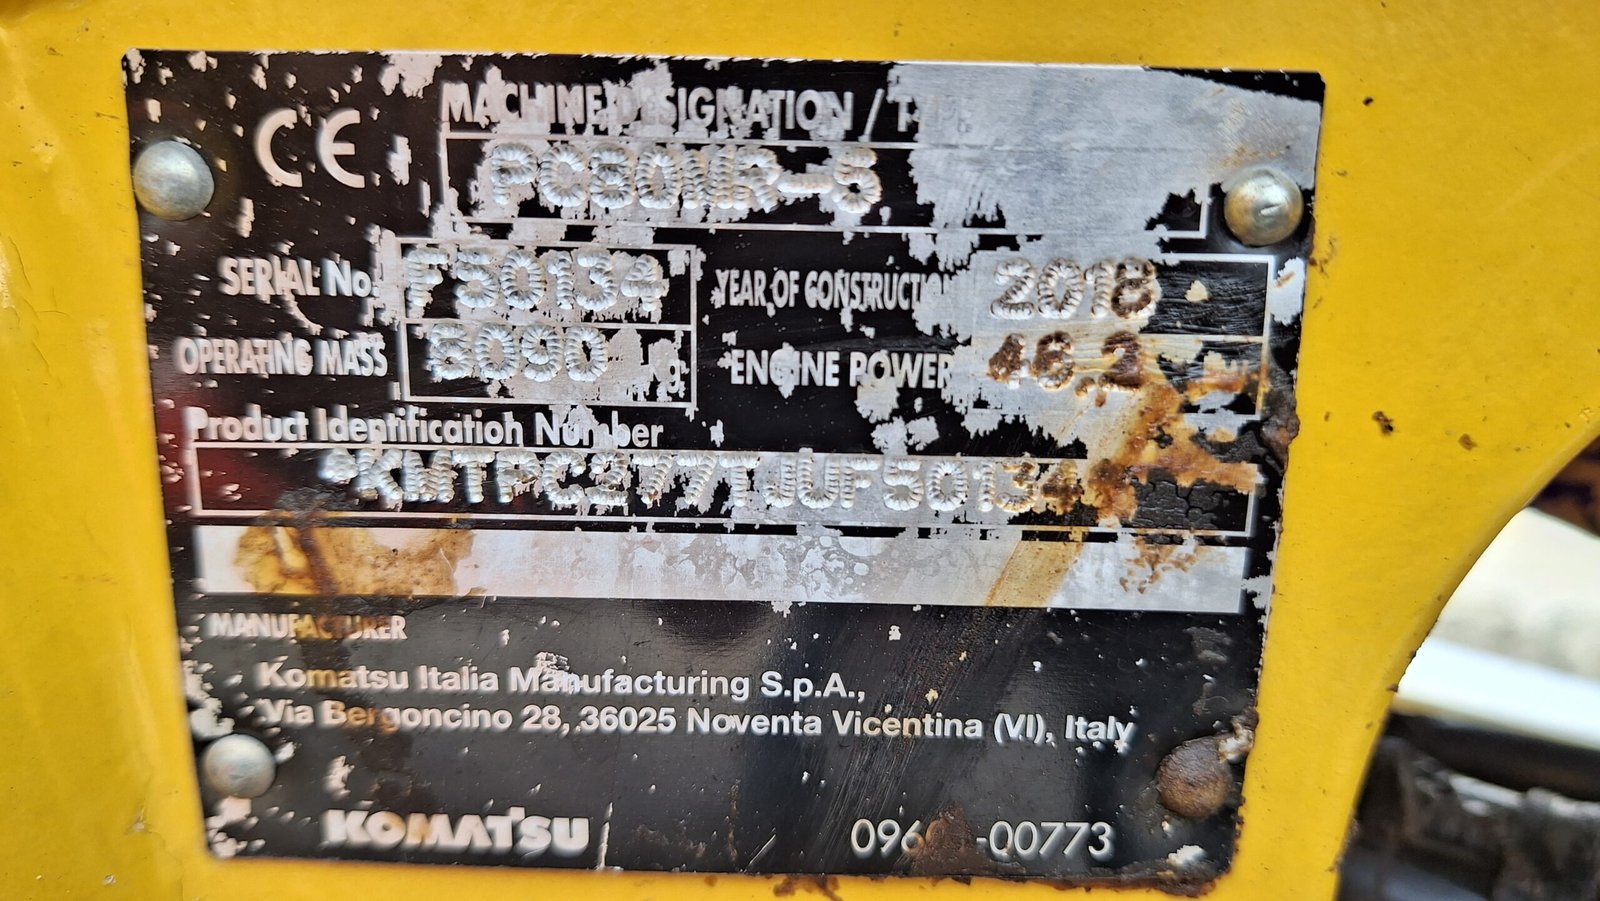 CE
MACHINE DESIGNATION / TYPE
PC80MR-5
SERIAL No. F50134
YEAR OF CONSTRUCTION 2018
OPERATING MASS 8090 kg
ENGINE POWER 46.2
Product Identification Number
*KMTPC277TJUF50134
MANUFACTURER
Komatsu Italia Manufacturing S.p.A.,
Via Bergoncino 28, 36025 Noventa Vicentina (VI), Italy
KOMATSU